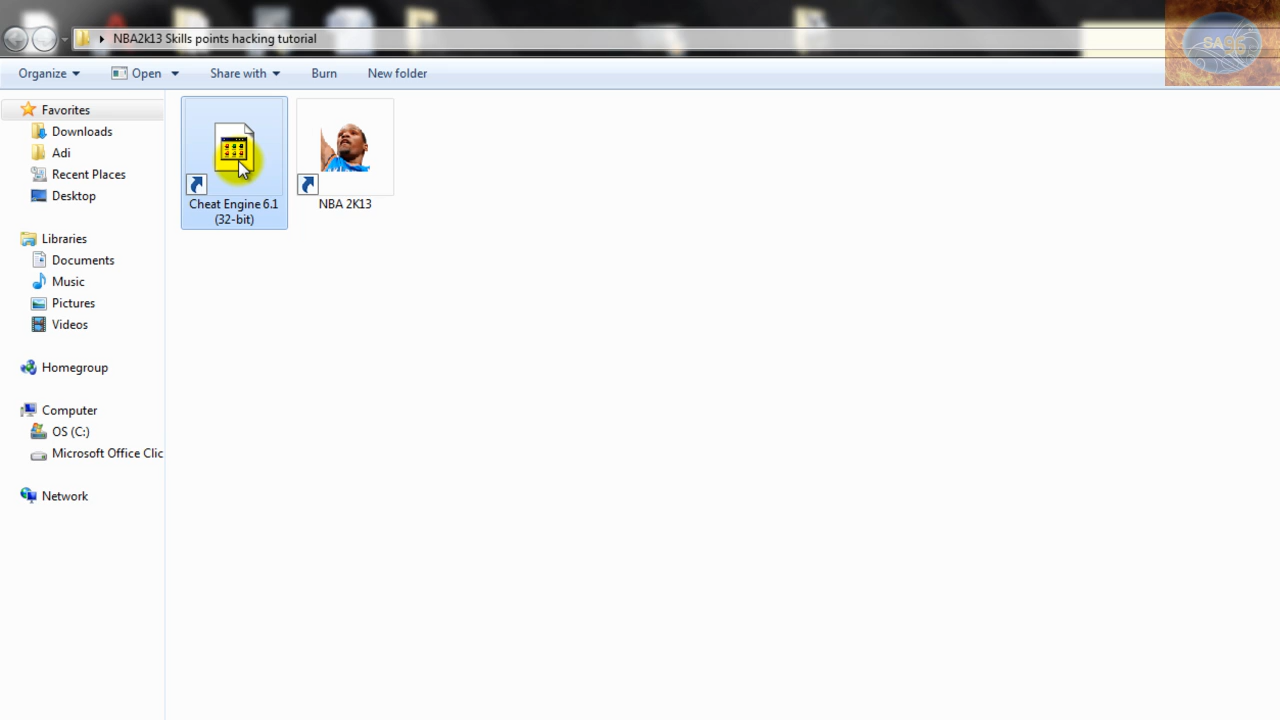 NBA2k13 Skills points hacking tutorial
Organize
Open
Share with
Burn
New folder
Favorites
Downloads
Adi
Recent Places
Desktop
Libraries
Documents
Music
Pictures
Videos
Homegroup
Computer
OS (C:)
Microsoft Office Clic
Network
Cheat Engine 6.1
(32-bit)
NBA 2K13